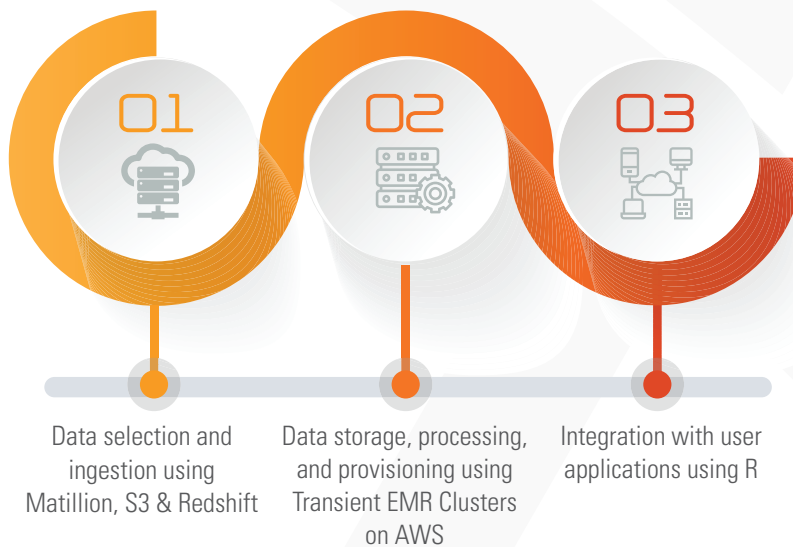 01
02
03
Data selection and
ingestion using
Matillion, S3 & Redshift
Data storage, processing,
and provisioning using
Transient EMR Clusters
on AWS
Integration with user
applications using R